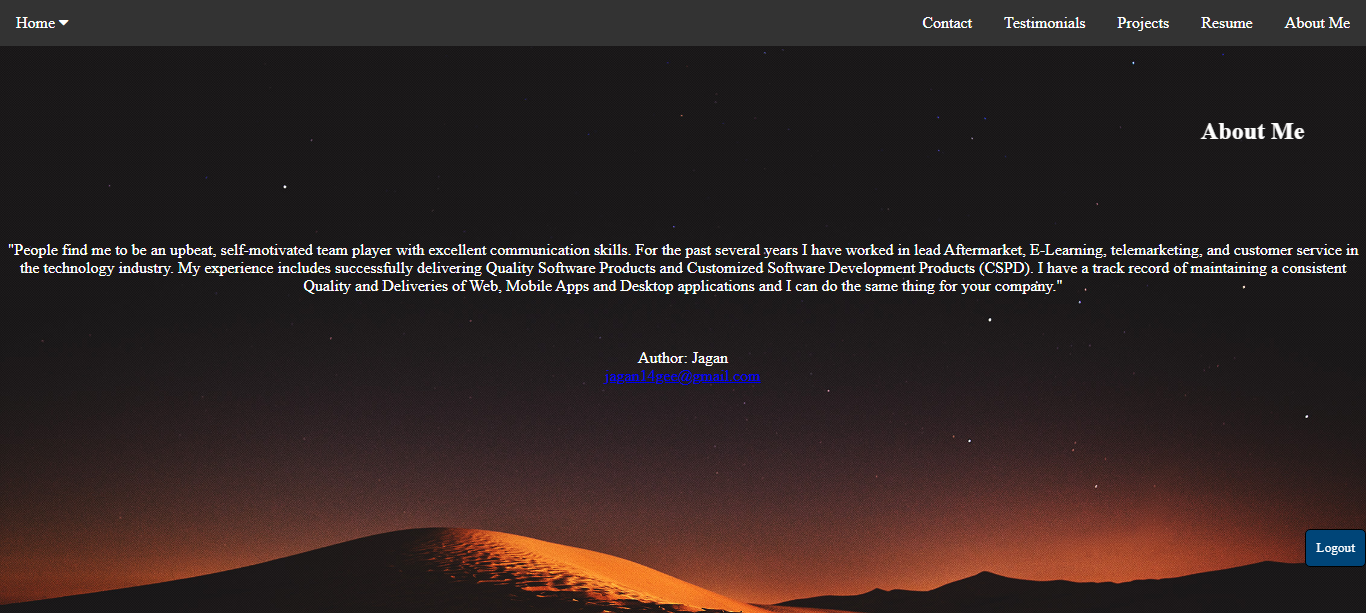 Home
Contact Testimonials Projects Resume About Me
About Me
"People find me to be an upbeat, self-motivated team player with excellent communication skills. For the past several years I have worked in lead Aftermarket, E-Learning, telemarketing, and customer service in
the technology industry. My experience includes successfully delivering Quality Software Products and Customized Software Development Products (CSPD). I have a track record of maintaining a consistent
Quality and Deliveries of Web, Mobile Apps and Desktop applications and I can do the same thing for your company."
Author: Jagan
Logout